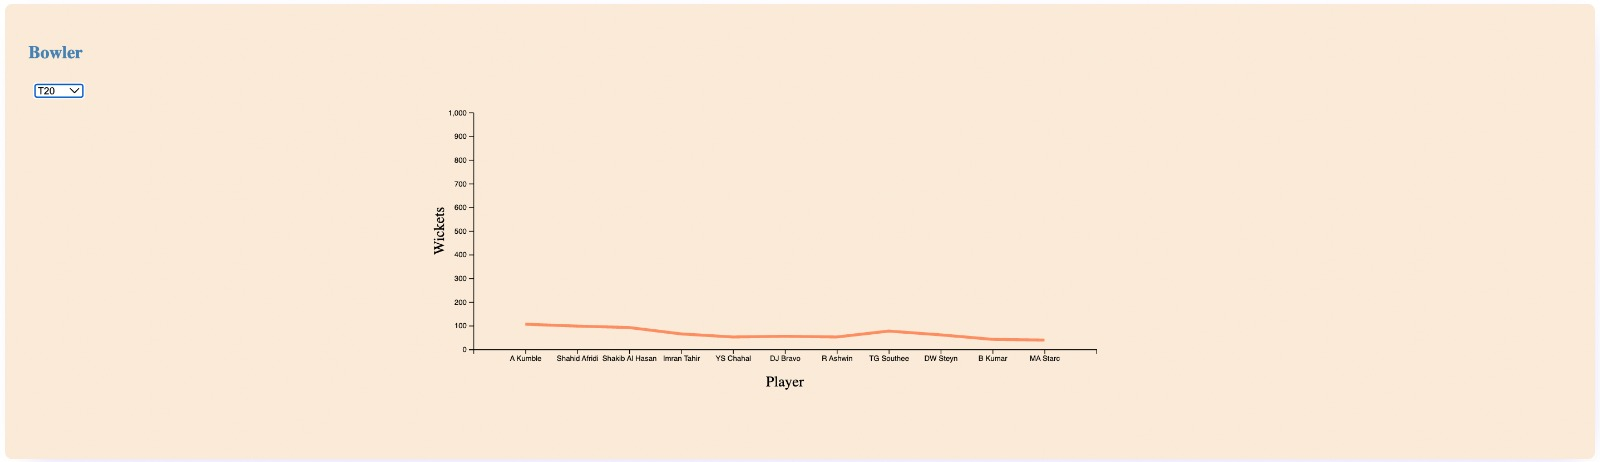 Bowler
T20
1,000
900
800
700
600
500
400
300
200
100
0
Wickets
A Kumble Shahid Afridi Shakib Al Hasan Imran Tahir YS Chahal DJ Bravo R Ashwin TG Southee DW Steyn B Kumar MA Starc
Player